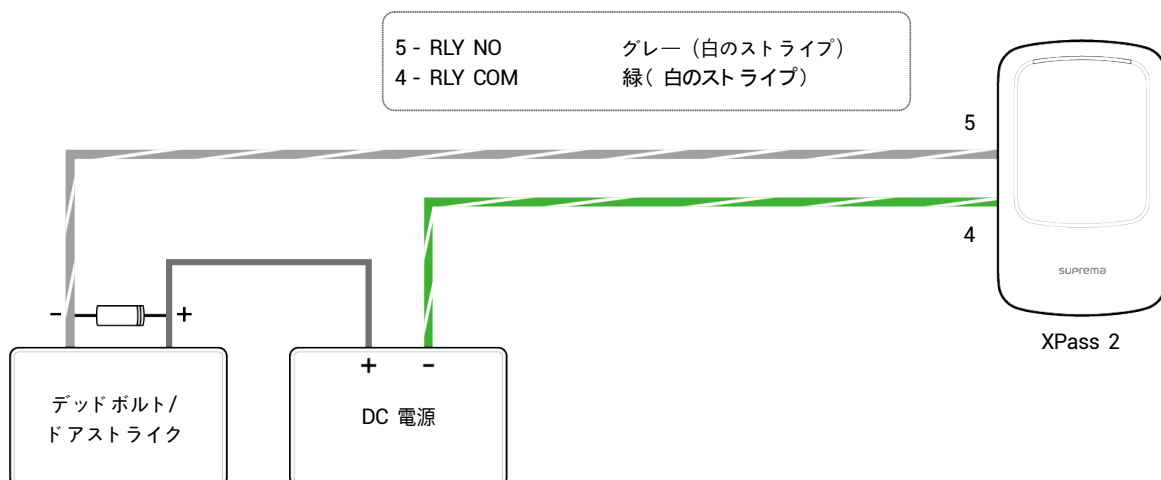 5 - RLY NO グレー (白のストライプ)
4 - RLY COM 緑( 白のストライプ)
5
4
suprema
XPass 2
- +
+ -
デッドボルト/
ドアストライク
DC 電源